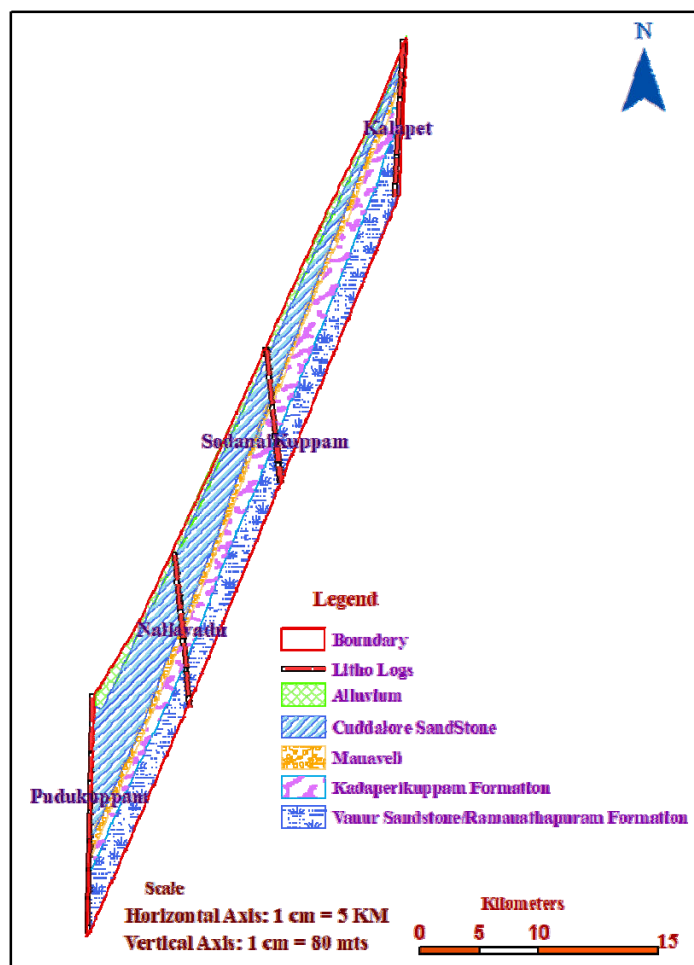 N
Kalapet
Sodanaikuppam
Nallavadu
Pudukuppam
Legend
Boundary
Litho Logs
Alluvium
Cuddalore SandStone
Manaveli
Kadaperikuppam Formation
Vanur Sandstone/Ramanathapuram Formation
Scale
Horizontal Axis: 1 cm = 5 KM
Vertical Axis: 1 cm = 80 mts
Kilometers
0 5 10 15